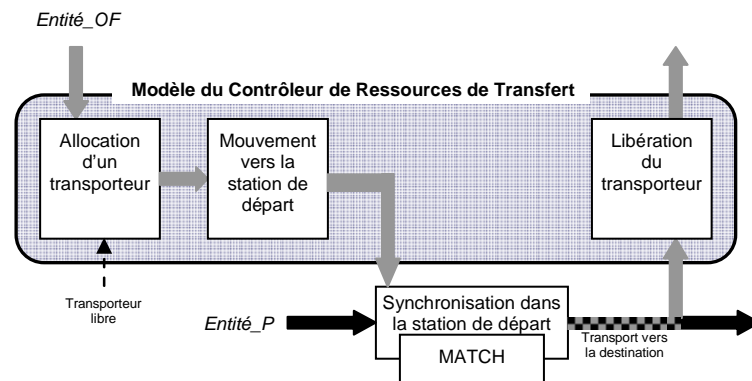 Entité_OF
Modèle du Contrôleur de Ressources de Transfert
Allocation
d'un
transporteur
Mouvement
vers la
station de
départ
Libération
du
transporteur
Transporteur
libre
Entité_P
Synchronisation dans
la station de départ
MATCH
Transport vers
la destination